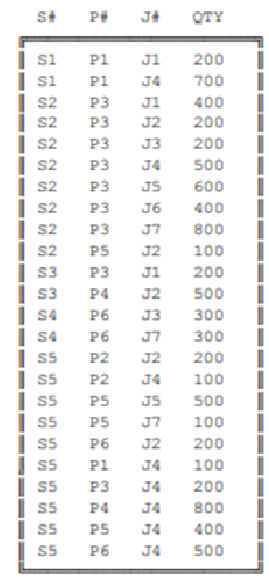 S# P# J# QTY
S1 P1 J1 200
S1 P1 J4 700
S2 P3 J1 400
S2 P3 J2 200
S2 P3 J3 200
S2 P3 J4 500
S2 P3 J5 600
S2 P3 J6 400
S2 P3 J7 800
S2 P5 J2 100
S3 P3 J1 200
S3 P4 J2 500
S4 P6 J3 300
S4 P6 J7 300
S5 P2 J2 200
S5 P2 J4 100
S5 P5 J5 500
S5 P5 J7 100
S5 P6 J2 200
S5 P1 J4 100
S5 P3 J4 200
S5 P4 J4 800
S5 P5 J4 400
S5 P6 J4 500